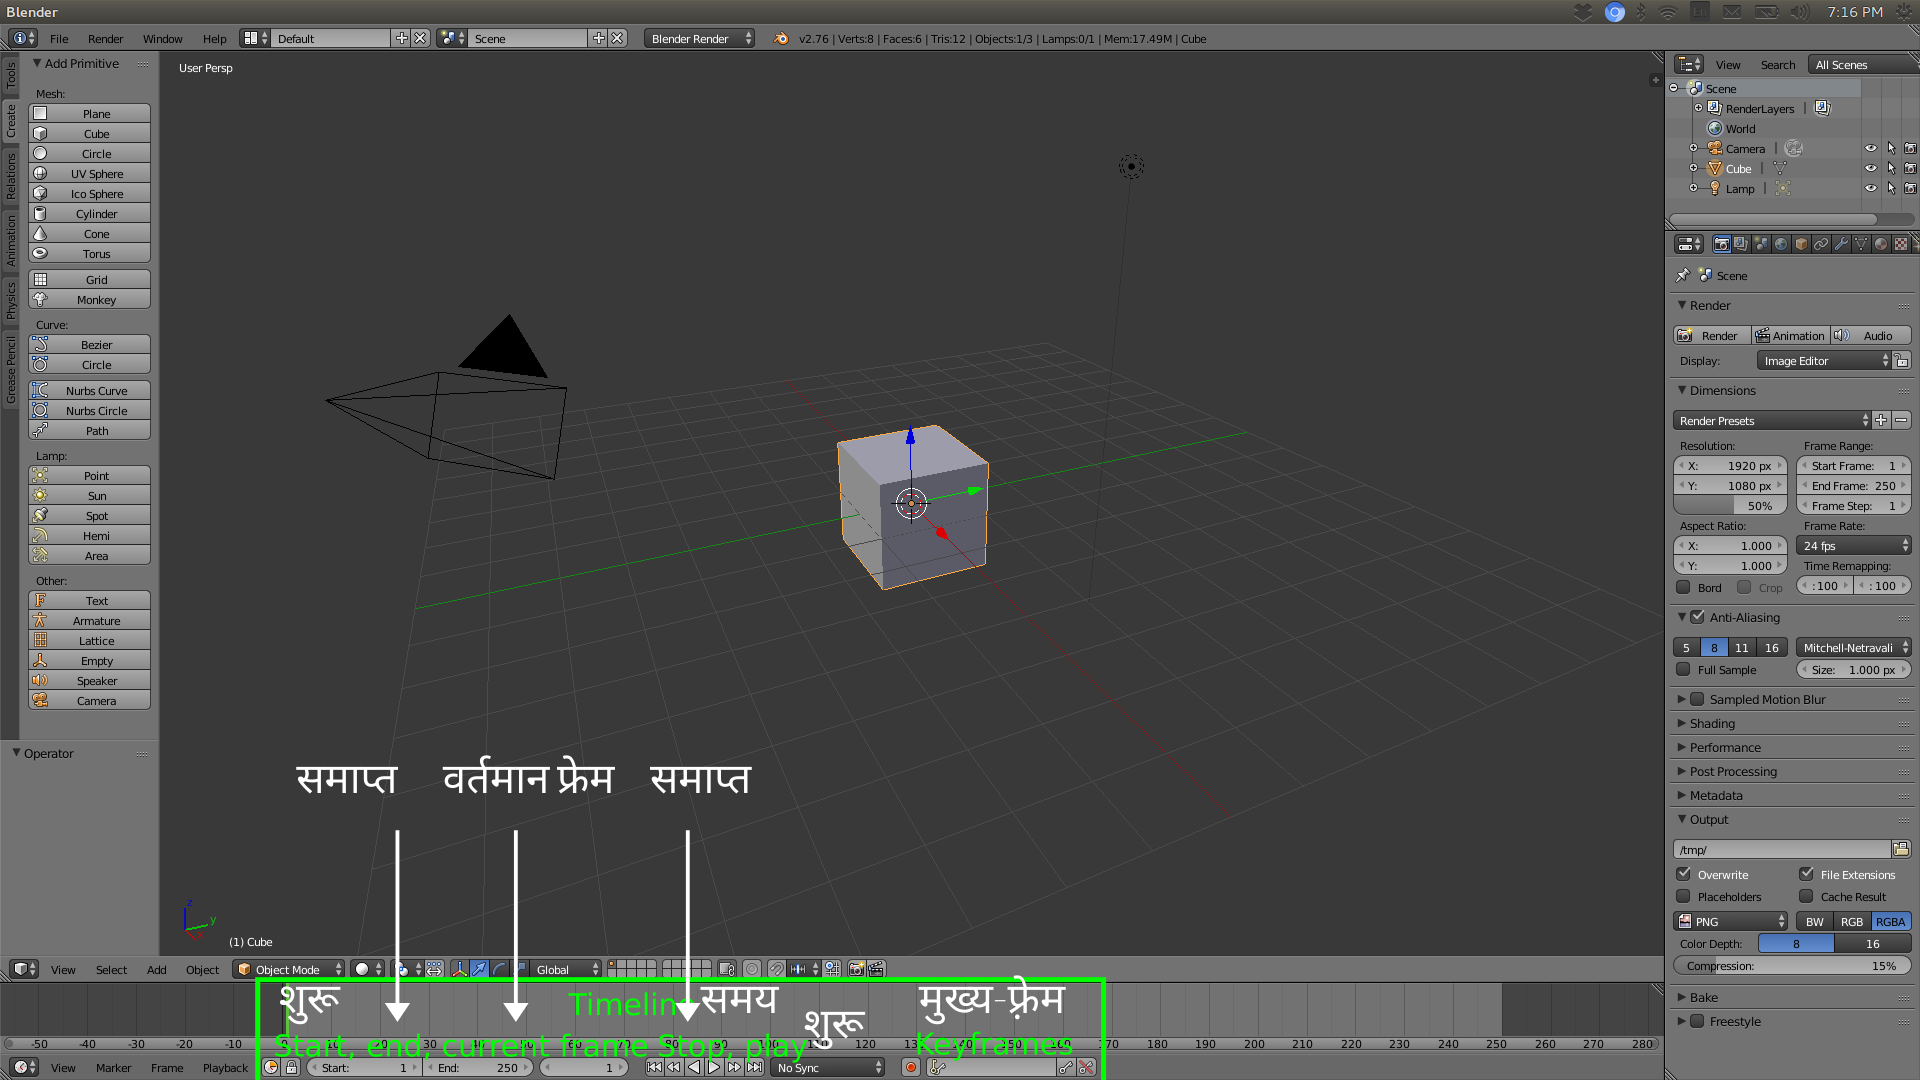 Blender
7:16 PM
File Render Window Help Default Scene Blender Render v2.76 | Verts:8 | Faces:6 | Tris:12 | Objects:1/3 | Lamps:0/1 | Mem:17.49M | Cube
Tools
Create
Relations
Animation
Physics
Grease Pencil
Add Primitive
Mesh:
Plane
Cube
Circle
UV Sphere
Ico Sphere
Cylinder
Cone
Torus
Grid
Monkey
Curve:
Bezier
Circle
Nurbs Curve
Nurbs Circle
Path
Lamp:
Point
Sun
Spot
Hemi
Area
Other:
Text
Armature
Lattice
Empty
Speaker
Camera
Operator
User Persp
समाप्त वर्तमान फ्रेम समाप्त
z
y
(1) Cube
View Select Add Object Object Mode Global
शुरू Timeline समय मुख्य-फ़्रेम
शुरू
Start, end, current frame Stop, play Keyframes
-50 -40 -30 -20 -10 0 10 20 30 40 50 60 70 80 90 100 110 120 130 140 150 160 170 180 190 200 210 220 230 240 250 260 270 280
View Marker Frame Playback Start: 1 End: 250 1 No Sync
View Search All Scenes
Scene
RenderLayers
World
Camera
Cube
Lamp
Scene
Render
Render Animation Audio
Display: Image Editor
Dimensions
Render Presets
Resolution: Frame Range:
X: 1920 px Start Frame: 1
Y: 1080 px End Frame: 250
50% Frame Step: 1
Aspect Ratio: Frame Rate:
X: 1.000 24 fps
Y: 1.000 Time Remapping:
Bord Crop :100 :100
Anti-Aliasing
5 8 11 16 Mitchell-Netravali
Full Sample Size: 1.000 px
Sampled Motion Blur
Shading
Performance
Post Processing
Metadata
Output
/tmp/
Overwrite File Extensions
Placeholders Cache Result
PNG BW RGB RGBA
Color Depth: 8 16
Compression: 15%
Bake
Freestyle